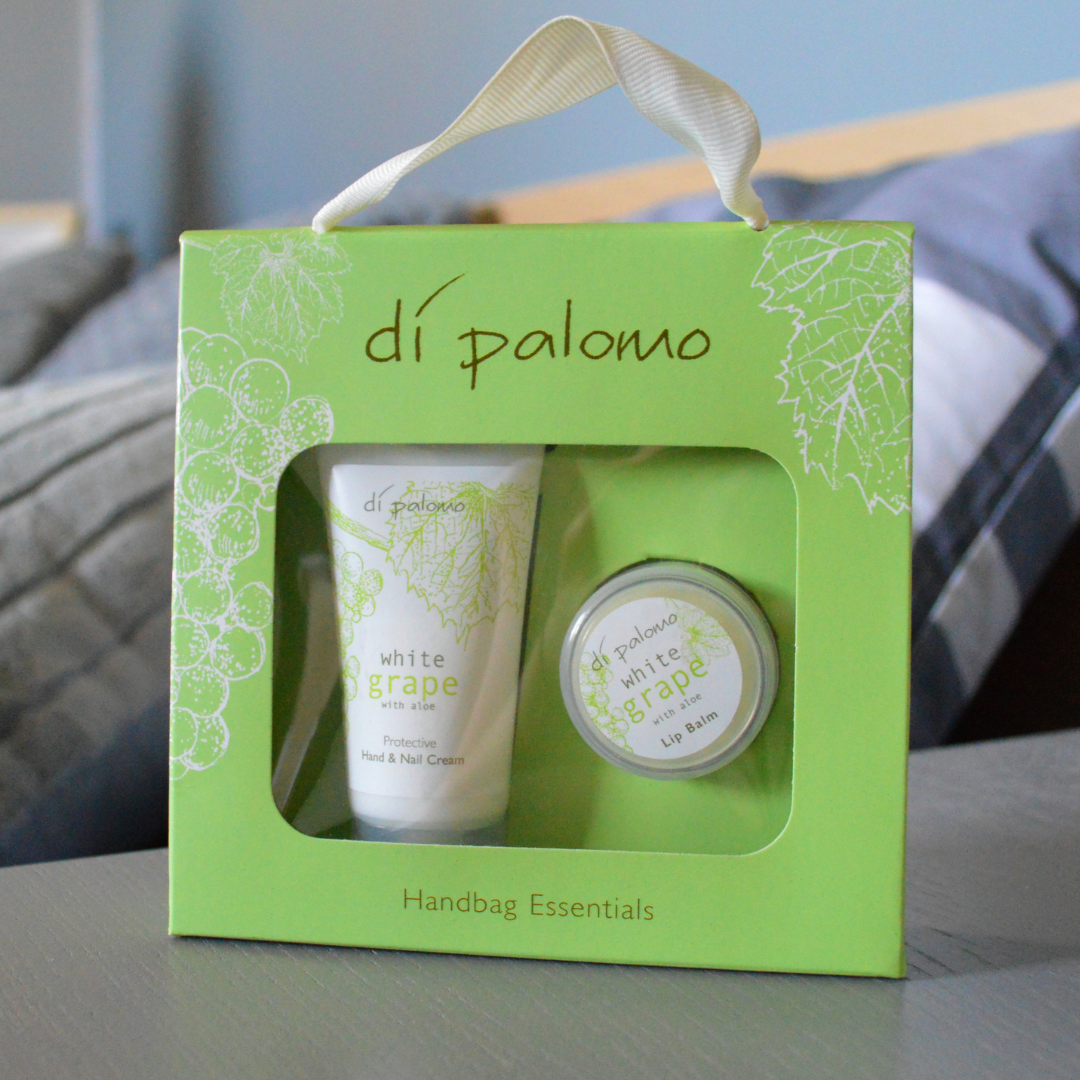 dí palomo
dí palomo
white
grape
with aloe
Protective
Hand & Nail Cream
dí palomo
white
grape
with aloe
Lip Balm
Handbag Essentials